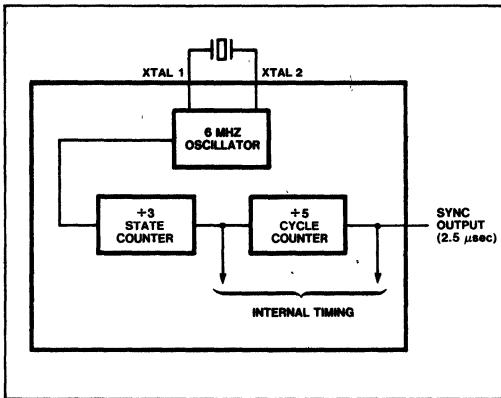 XTAL 1
XTAL 2
6 MHZ
OSCILLATOR
÷3
STATE
COUNTER
÷5
CYCLE
COUNTER
SYNC
OUTPUT
(2.5 μsec)
INTERNAL TIMING